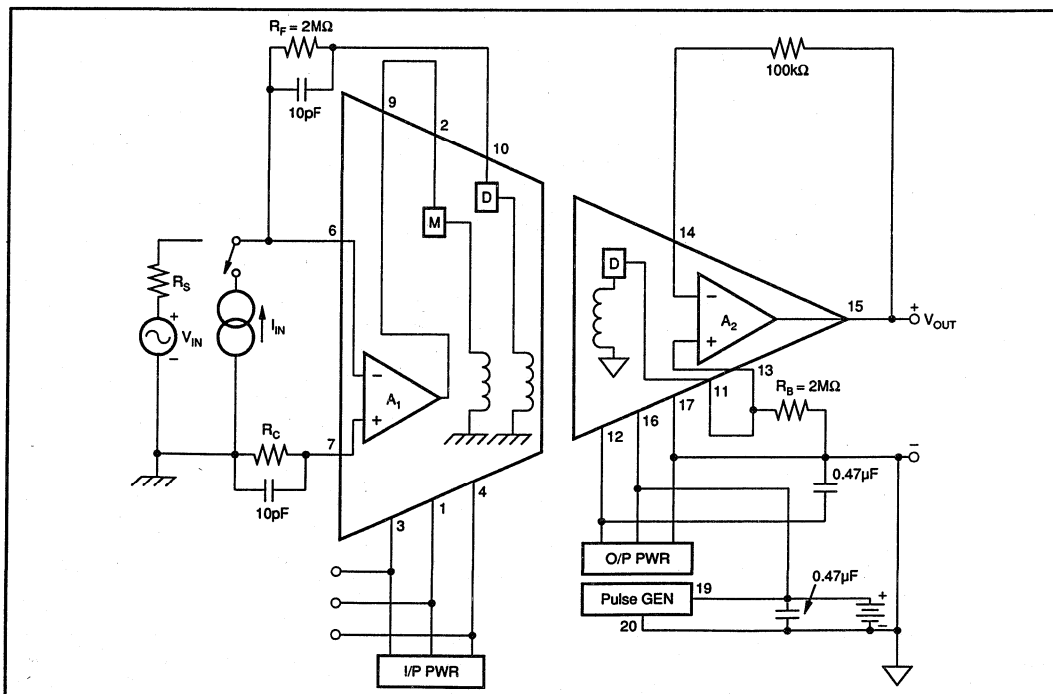 R_F = 2MΩ
10pF
9
2
10
D
M
6
R_S
V_IN
+
−
I_IN
−
A_1
+
R_C
7
10pF
3
1
4
I/P PWR
100kΩ
14
D
−
A_2
+
15
+
V_OUT
13
11
R_B = 2MΩ
17
16
12
−
0.47µF
O/P PWR
Pulse GEN
19
20
0.47µF
+
−